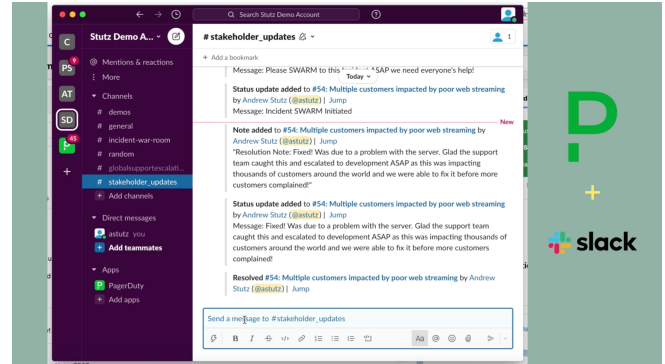 Search Stutz Demo Account
C
PS
9
AT
SD
45
Stutz Demo A...
Mentions & reactions
More
Channels
# demos
# general
# incident-war-room
# random
# globalsupportescalati...
# stakeholder_updates
+ Add channels
Direct messages
astutz you
+ Add teammates
Apps
P PagerDuty
+ Add apps
# stakeholder_updates
1
+ Add a bookmark
Message: Please SWARM to this Incident ASAP we need everyone's help!
Today
Status update added to #54: Multiple customers impacted by poor web streaming
by Andrew Stutz (@astutz) | Jump
Message: Incident SWARM Initiated
New
Note added to #54: Multiple customers impacted by poor web streaming by
Andrew Stutz (@astutz) | Jump
"Resolution Note: Fixed! Was due to a problem with the server. Glad the support
team caught this and escalated to development ASAP as this was impacting
thousands of customers around the world and we were able to fix it before more
customers complained!"
Status update added to #54: Multiple customers impacted by poor web streaming
by Andrew Stutz (@astutz) | Jump
Message: Fixed! Was due to a problem with the server. Glad the support team
caught this and escalated to development ASAP as this was impacting thousands of
customers around the world and we were able to fix it before more customers
complained!
Resolved #54: Multiple customers impacted by poor web streaming by Andrew
Stutz (@astutz) | Jump
Send a message to #stakeholder_updates
B I S </>
Aa @
P
+
slack